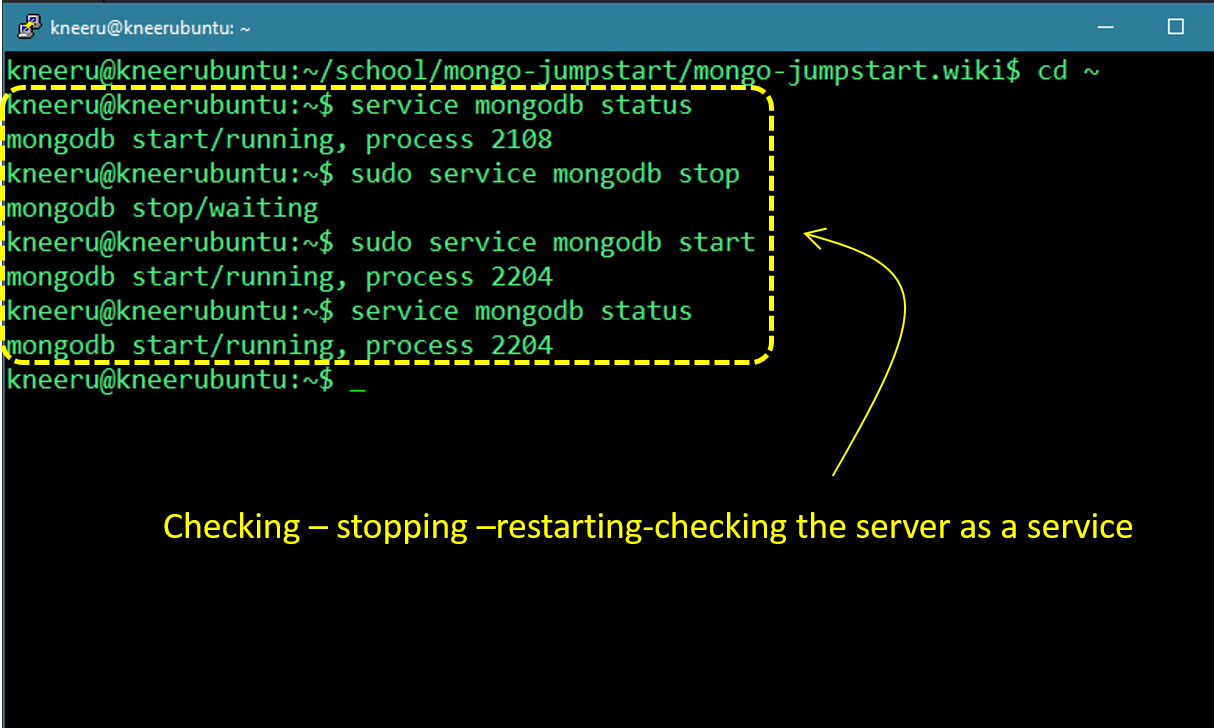 kneeru@kneerubuntu: ~
kneeru@kneerubuntu:~/school/mongo-jumpstart/mongo-jumpstart.wiki$ cd ~
kneeru@kneerubuntu:~$ service mongodb status
mongodb start/running, process 2108
kneeru@kneerubuntu:~$ sudo service mongodb stop
mongodb stop/waiting
kneeru@kneerubuntu:~$ sudo service mongodb start
mongodb start/running, process 2204
kneeru@kneerubuntu:~$ service mongodb status
mongodb start/running, process 2204
kneeru@kneerubuntu:~$ _
Checking – stopping –restarting-checking the server as a service